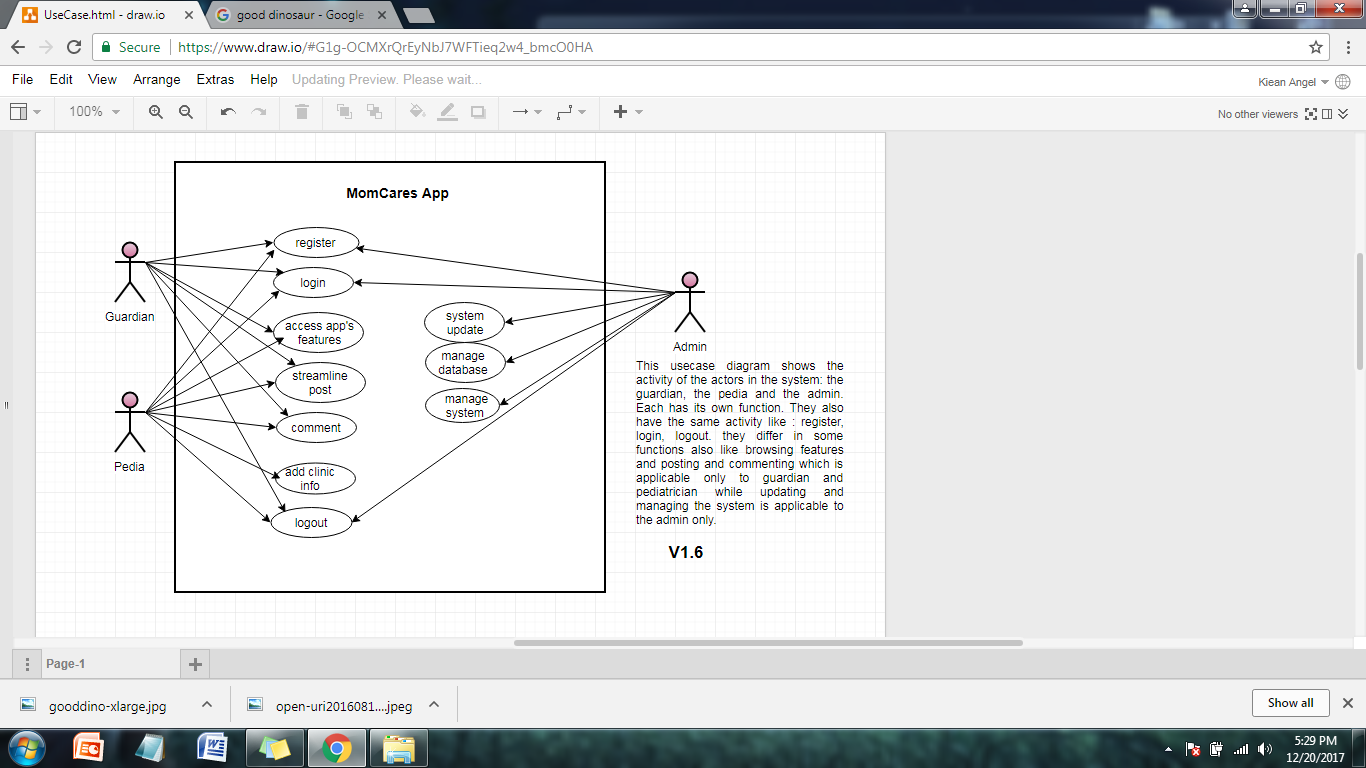 UseCase.html - draw.io
good dinosaur - Google
Secure
https://www.draw.io/#G1g-OCMXrQrEyNbJ7WFTieq2w4_bmcO0HA
File Edit View Arrange Extras Help Updating Preview. Please wait...
Kiean Angel
100%
No other viewers
MomCares App
register
login
access app's
features
streamline
post
comment
add clinic
info
logout
system
update
manage
database
manage
system
Guardian
Pedia
Admin
This usecase diagram shows the
activity of the actors in the system: the
guardian, the pedia and the admin.
Each has its own function. They also
have the same activity like : register,
login, logout. they differ in some
functions also like browsing features
and posting and commenting which is
applicable only to guardian and
pediatrician while updating and
managing the system is applicable to
the admin only.
V1.6
Page-1
gooddino-xlarge.jpg
open-uri2016081....jpeg
Show all
5:29 PM
12/20/2017